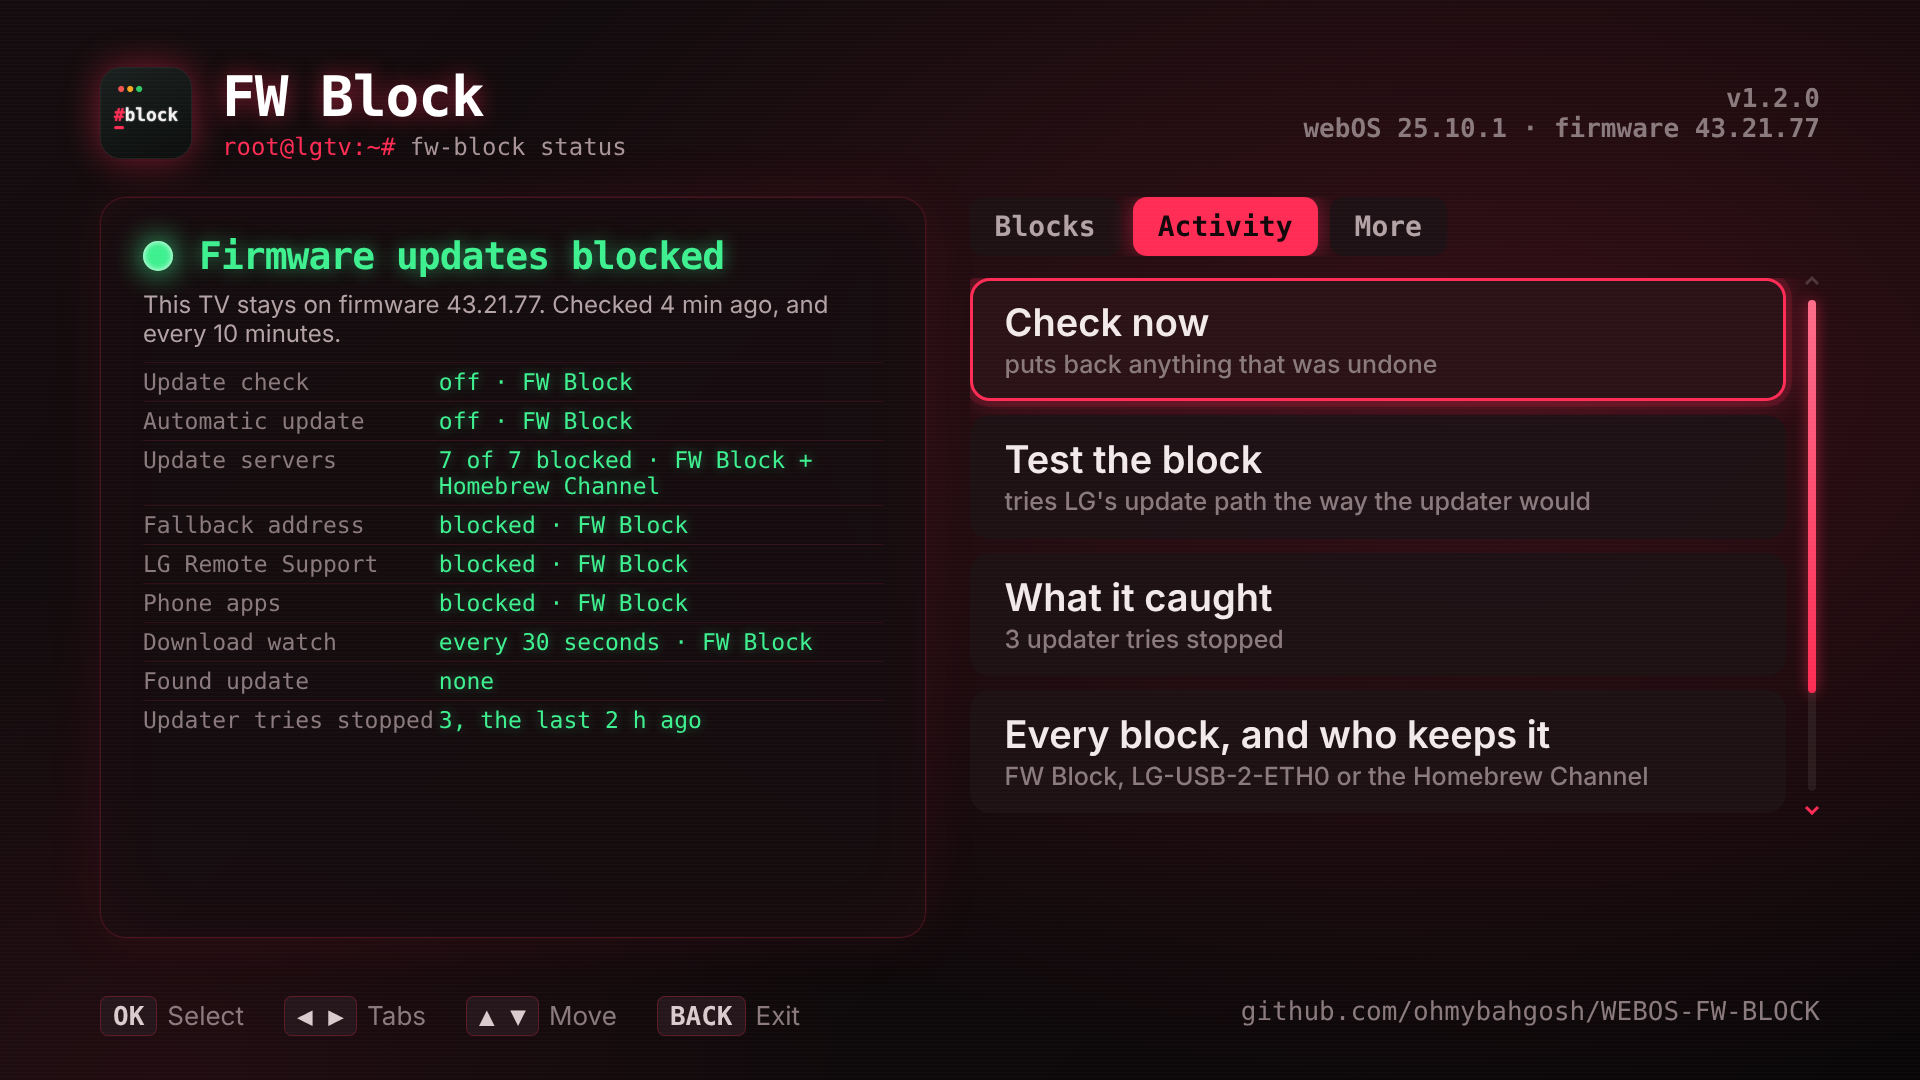 #block
FW Block
root@lgtv:~# fw-block status
v1.2.0
webOS 25.10.1 · firmware 43.21.77
Firmware updates blocked
This TV stays on firmware 43.21.77. Checked 4 min ago, and
every 10 minutes.
Update check off · FW Block
Automatic update off · FW Block
Update servers 7 of 7 blocked · FW Block +
Homebrew Channel
Fallback address blocked · FW Block
LG Remote Support blocked · FW Block
Phone apps blocked · FW Block
Download watch every 30 seconds · FW Block
Found update none
Updater tries stopped 3, the last 2 h ago
Blocks Activity More
Check now
puts back anything that was undone
Test the block
tries LG's update path the way the updater would
What it caught
3 updater tries stopped
Every block, and who keeps it
FW Block, LG-USB-2-ETH0 or the Homebrew Channel
OK Select ◀ ▶ Tabs ▲ ▼ Move BACK Exit
github.com/ohmybahgosh/WEBOS-FW-BLOCK